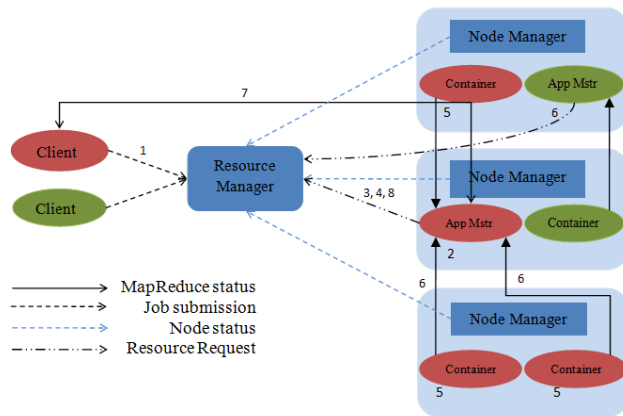 Node Manager
Container
App Mstr
7
5
6
Client
1
Resource
Manager
Node Manager
3, 4, 8
Client
App Mstr
Container
2
MapReduce status
Job submission
Node status
Resource Request
6
6
Node Manager
Container
Container
5
5